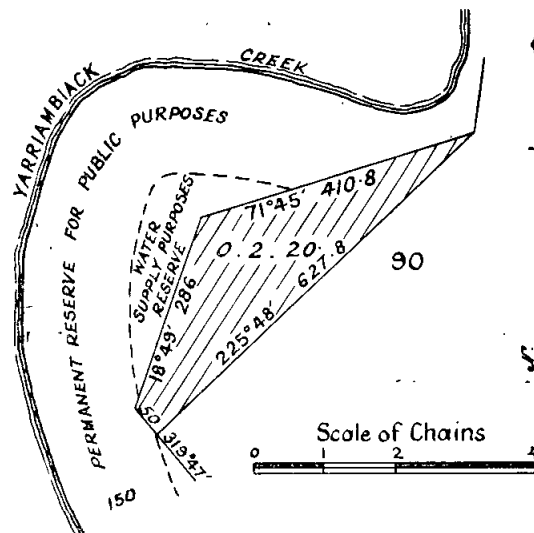 YARRIAMBIACK CREEK
PERMANENT RESERVE FOR PUBLIC PURPOSES
WATER
SUPPLY PURPOSES
RESERVE
71°45' 410·8
0. 2. 20·
18°49' 286
225°48' 627·8
90
50
319°47'
150
Scale of Chains
0 1 2